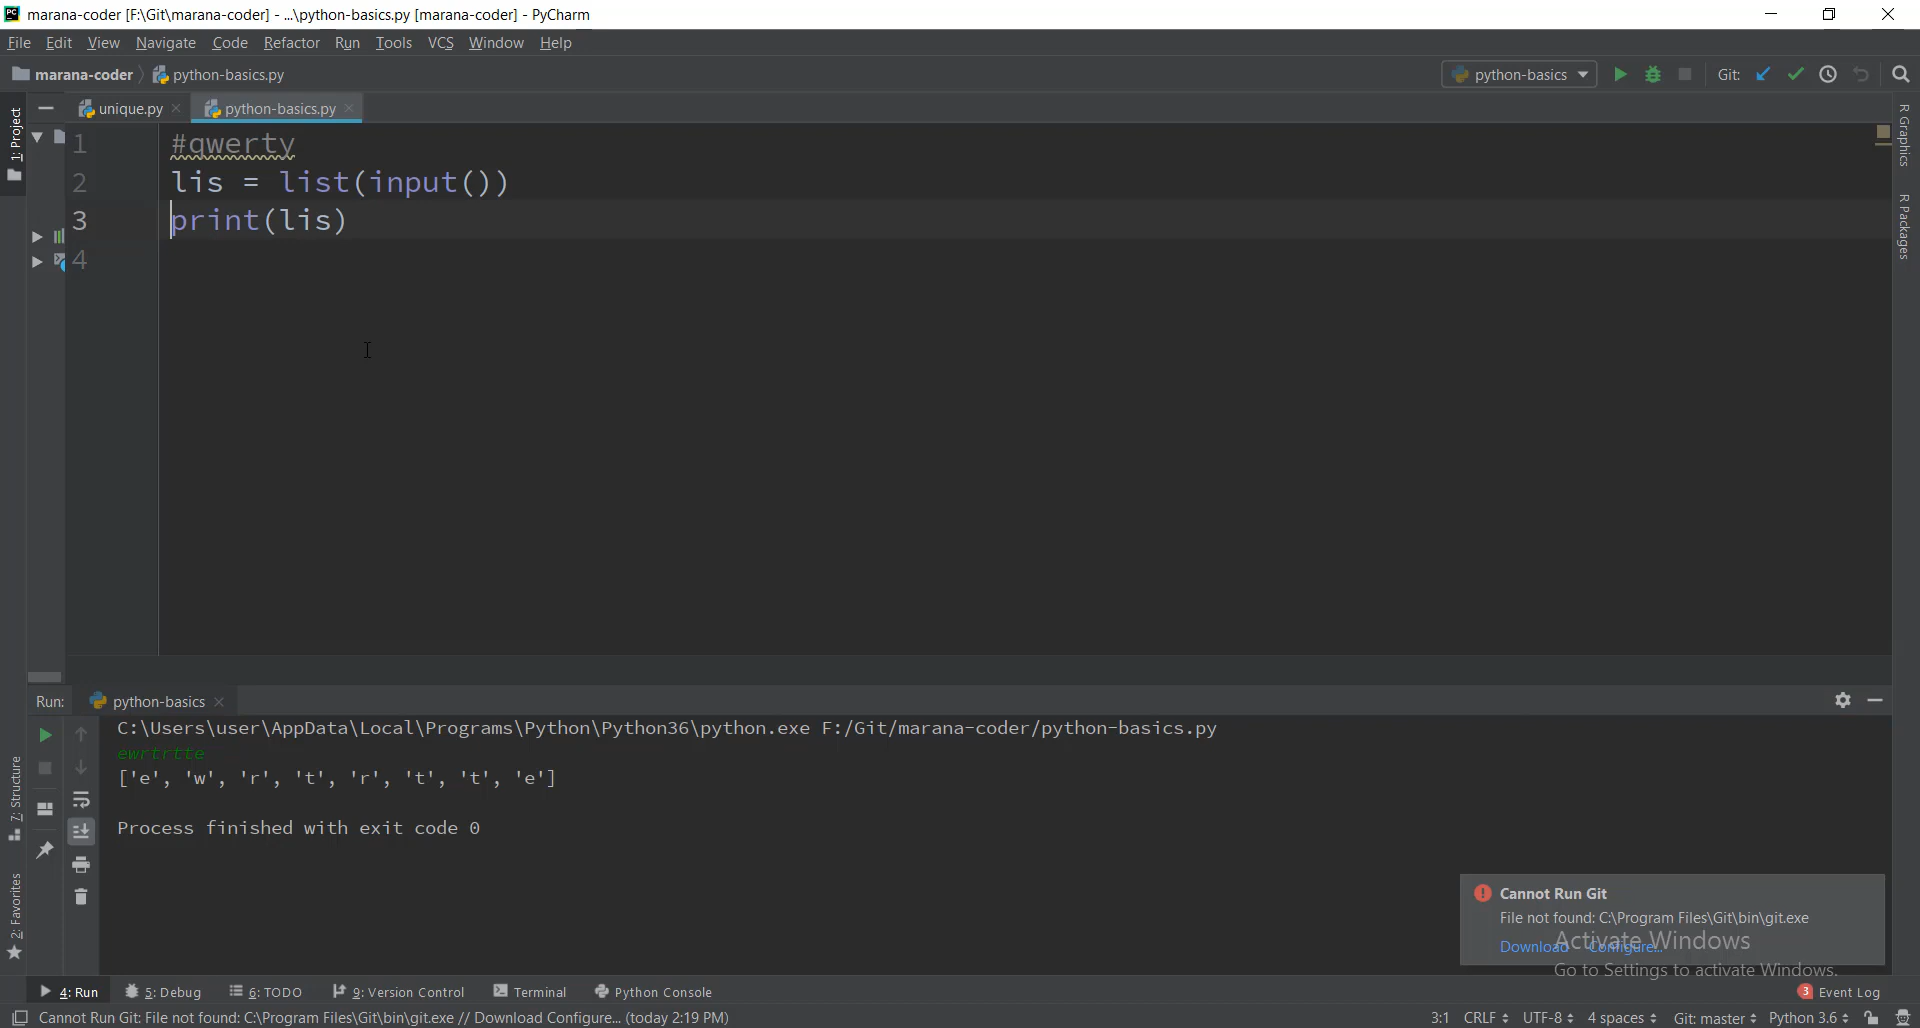 marana-coder [F:\Git\marana-coder] - ...\python-basics.py [marana-coder] - PyCharm
File Edit View Navigate Code Refactor Run Tools VCS Window Help
marana-coder python-basics.py python-basics Git:
1: Project
unique.py python-basics.py
1 #qwerty
2 lis = list(input())
3 print(lis)
4
R Graphics
R Packages
Run: python-basics
C:\Users\user\AppData\Local\Programs\Python\Python36\python.exe F:/Git/marana-coder/python-basics.py
ewrtrtte
['e', 'w', 'r', 't', 'r', 't', 't', 'e']
Process finished with exit code 0
7: Structure
2: Favorites
Cannot Run Git
File not found: C:\Program Files\Git\bin\git.exe
Download Configure...
Activate Windows
Go to Settings to activate Windows.
4: Run 5: Debug 6: TODO 9: Version Control Terminal Python Console 3 Event Log
Cannot Run Git: File not found: C:\Program Files\Git\bin\git.exe // Download Configure... (today 2:19 PM) 3:1 CRLF UTF-8 4 spaces Git: master Python 3.6